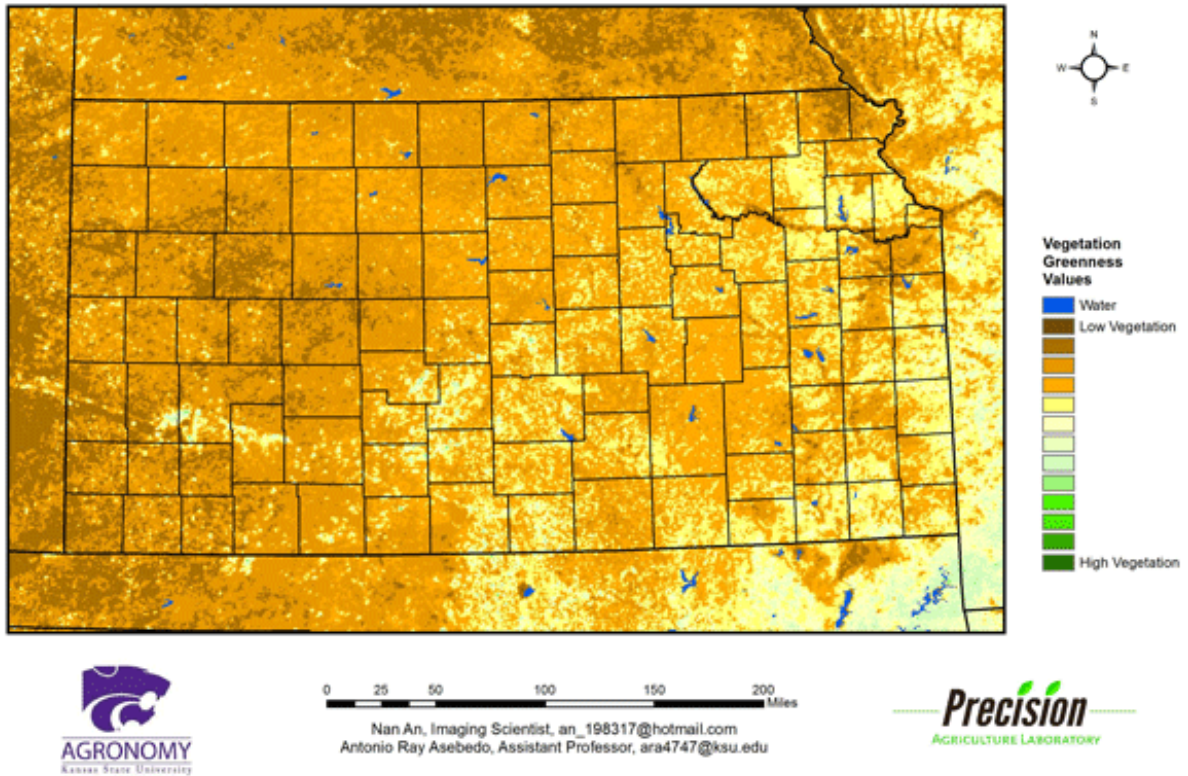 N
W
E
S
Vegetation
Greenness
Values
Water
Low Vegetation
High Vegetation
0 25 50 100 150 200
Miles
Nan An, Imaging Scientist, an_198317@hotmail.com
Antonio Ray Asebedo, Assistant Professor, ara4747@ksu.edu
AGRONOMY
Kansas State University
Precision
AGRICULTURE LABORATORY